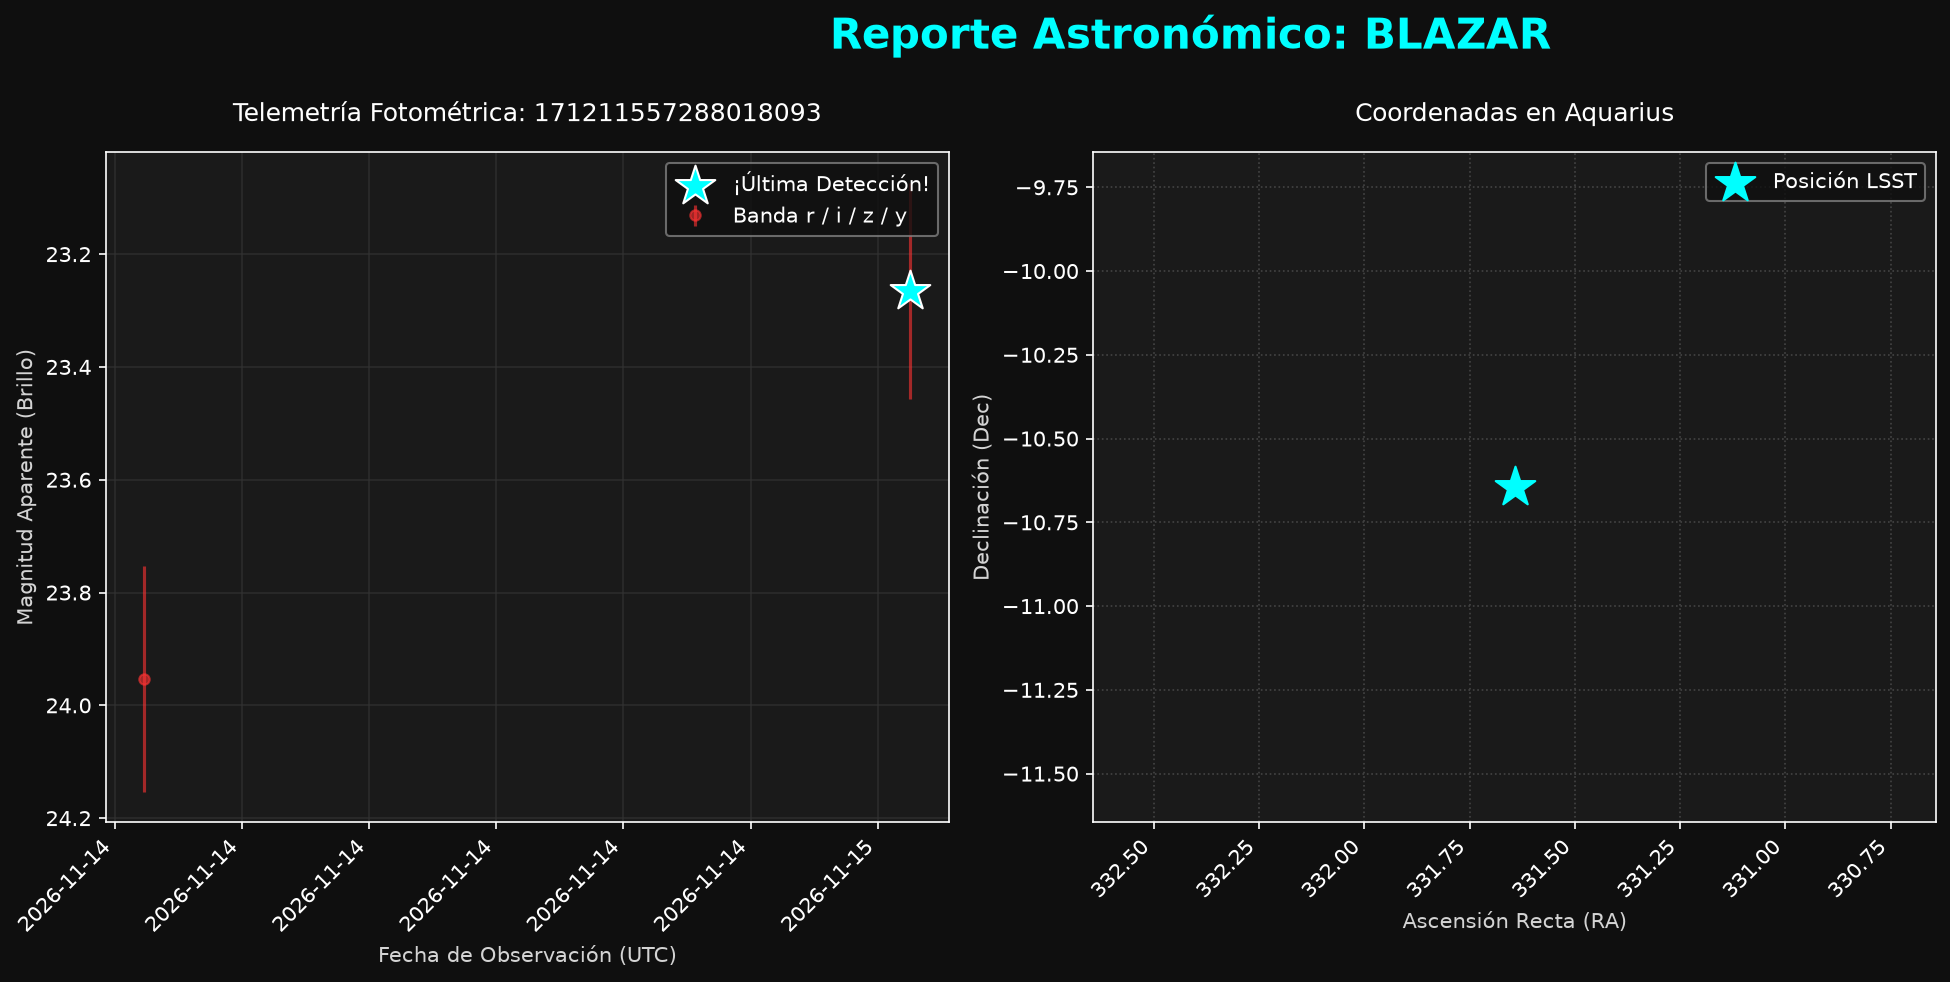 Reporte Astronómico: BLAZAR
Telemetría Fotométrica: 171211557288018093
¡Última Detección!
Banda r / i / z / y
Magnitud Aparente (Brillo)
23.2
23.4
23.6
23.8
24.0
24.2
2026-11-14
2026-11-14
2026-11-14
2026-11-14
2026-11-14
2026-11-14
2026-11-15
Fecha de Observación (UTC)
Coordenadas en Aquarius
Posición LSST
Declinación (Dec)
−9.75
−10.00
−10.25
−10.50
−10.75
−11.00
−11.25
−11.50
332.50
332.25
332.00
331.75
331.50
331.25
331.00
330.75
Ascensión Recta (RA)